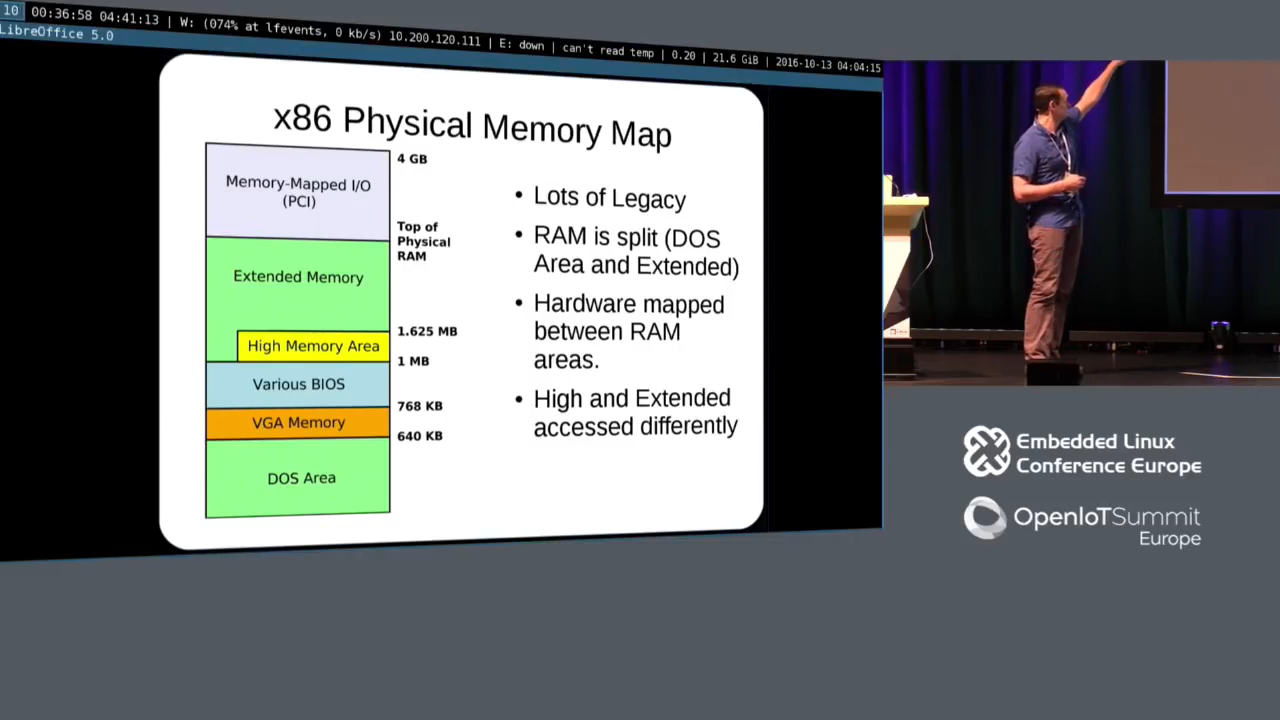 10 00:36:58 04:41:13 | W: (074% at lfevents, 0 kb/s) 10.200.120.111 | E: down | can't read temp | 0.20 | 21.6 GiB | 2016-10-13 04:04:15
LibreOffice 5.0
x86 Physical Memory Map
4 GB
Memory-Mapped I/O
(PCI)
Top of
Physical
RAM
Extended Memory
1.625 MB
High Memory Area
1 MB
Various BIOS
768 KB
VGA Memory
640 KB
DOS Area
• Lots of Legacy
• RAM is split (DOS
Area and Extended)
• Hardware mapped
between RAM
areas.
• High and Extended
accessed differently
Embedded Linux
Conference Europe
OpenIoTSummit
Europe